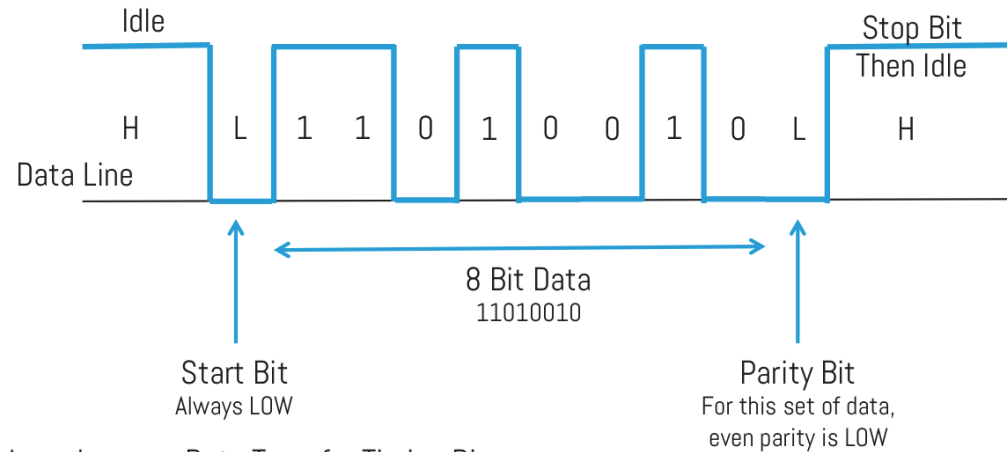 Idle
Stop Bit
Then Idle
H L 1 1 0 1 0 0 1 0 L H
Data Line
8 Bit Data
11010010
Start Bit
Always LOW
Parity Bit
For this set of data,
even parity is LOW